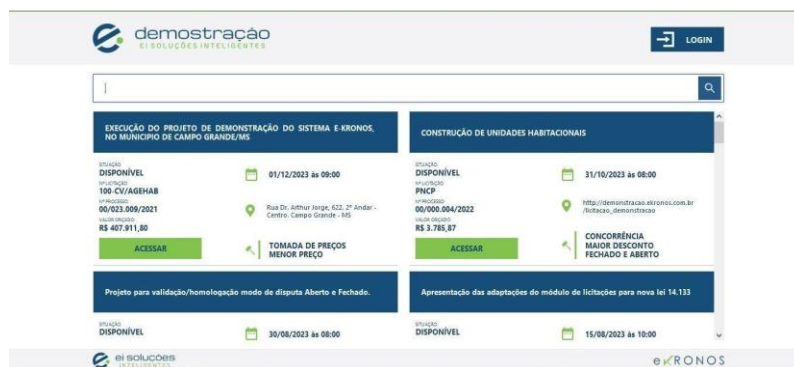 demostração
EI SOLUÇÕES INTELIGENTES
LOGIN
EXECUÇÃO DO PROJETO DE DEMONSTRAÇÃO DO SISTEMA E-KRONOS,
NO MUNICIPIO DE CAMPO GRANDE/MS
SITUAÇÃO
DISPONÍVEL
Nº LICITAÇÃO
100-CV/AGEHAB
Nº PROCESSO
00/023.009/2021
VALOR ORÇADO
R$ 407.911,80
ACESSAR
01/12/2023 às 09:00
Rua Dr. Arthur Jorge, 622. 2º Andar -
Centro. Campo Grande - MS
TOMADA DE PREÇOS
MENOR PREÇO
CONSTRUÇÃO DE UNIDADES HABITACIONAIS
SITUAÇÃO
DISPONÍVEL
Nº LICITAÇÃO
PNCP
Nº PROCESSO
00/000.004/2022
VALOR ORÇADO
R$ 3.785,87
ACESSAR
31/10/2023 às 08:00
http://demonstracao.ekronos.com.br
/licitacao_demonstracao
CONCORRÊNCIA
MAIOR DESCONTO
FECHADO E ABERTO
Projeto para validação/homologação modo de disputa Aberto e Fechado.
SITUAÇÃO
DISPONÍVEL
30/08/2023 às 08:00
Apresentação das adaptações do módulo de licitações para nova lei 14.133
SITUAÇÃO
DISPONÍVEL
15/08/2023 às 10:00
ei soluções
INTELIGENTES
eKRONOS